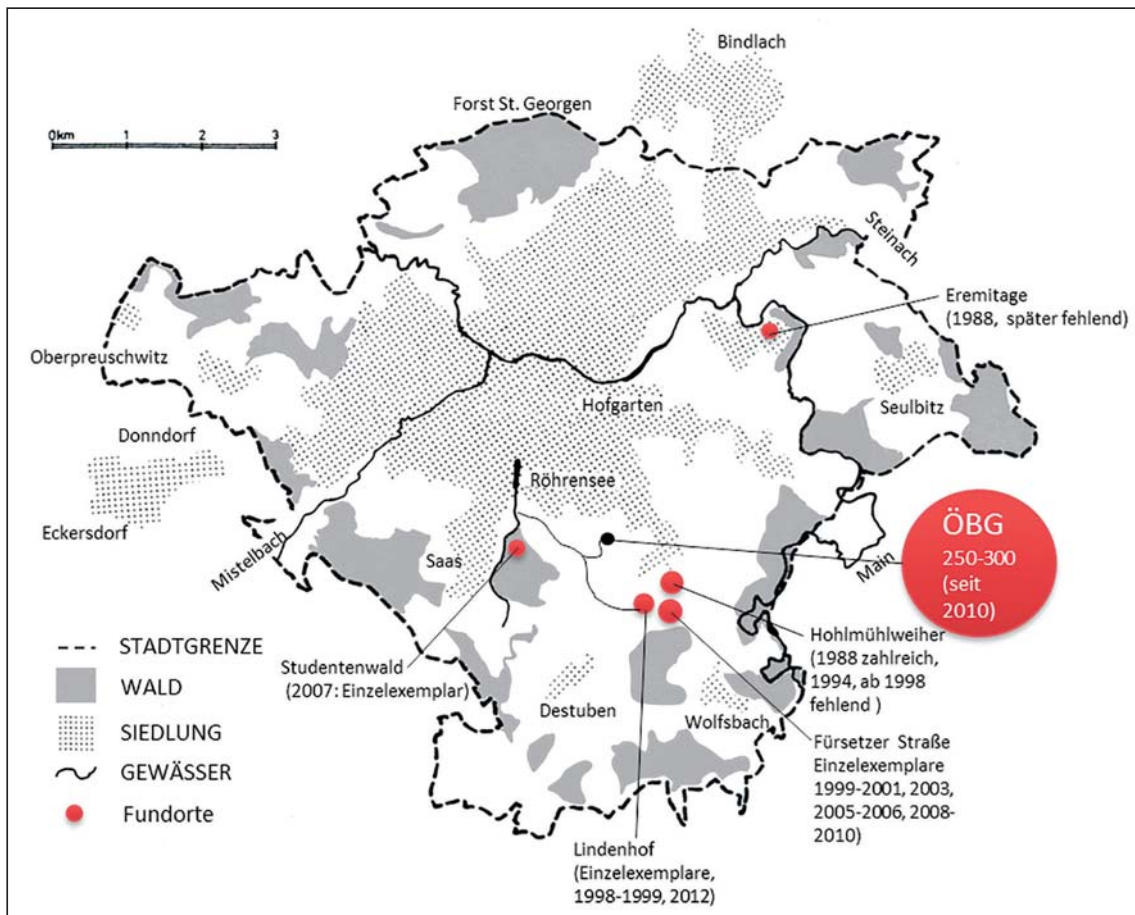 Bindlach
Forst St. Georgen
0km 1 2 3
Steinach
Eremitage
(1988, später fehlend)
Oberpreuschwitz
Hofgarten
Seulbitz
Donndorf
Röhrensee
Eckersdorf
ÖBG
250-300
(seit
2010)
Mistelbach
Saas
Main
Hohlmühlweiher
(1988 zahlreich,
1994, ab 1998
fehlend )
STADTGRENZE
Studentenwald
(2007: Einzelexemplar)
WALD
Destuben
Wolfsbach
SIEDLUNG
Fürsetzer Straße
Einzelexemplare
1999-2001, 2003,
2005-2006, 2008-
2010)
GEWÄSSER
Fundorte
Lindenhof
(Einzelexemplare,
1998-1999, 2012)